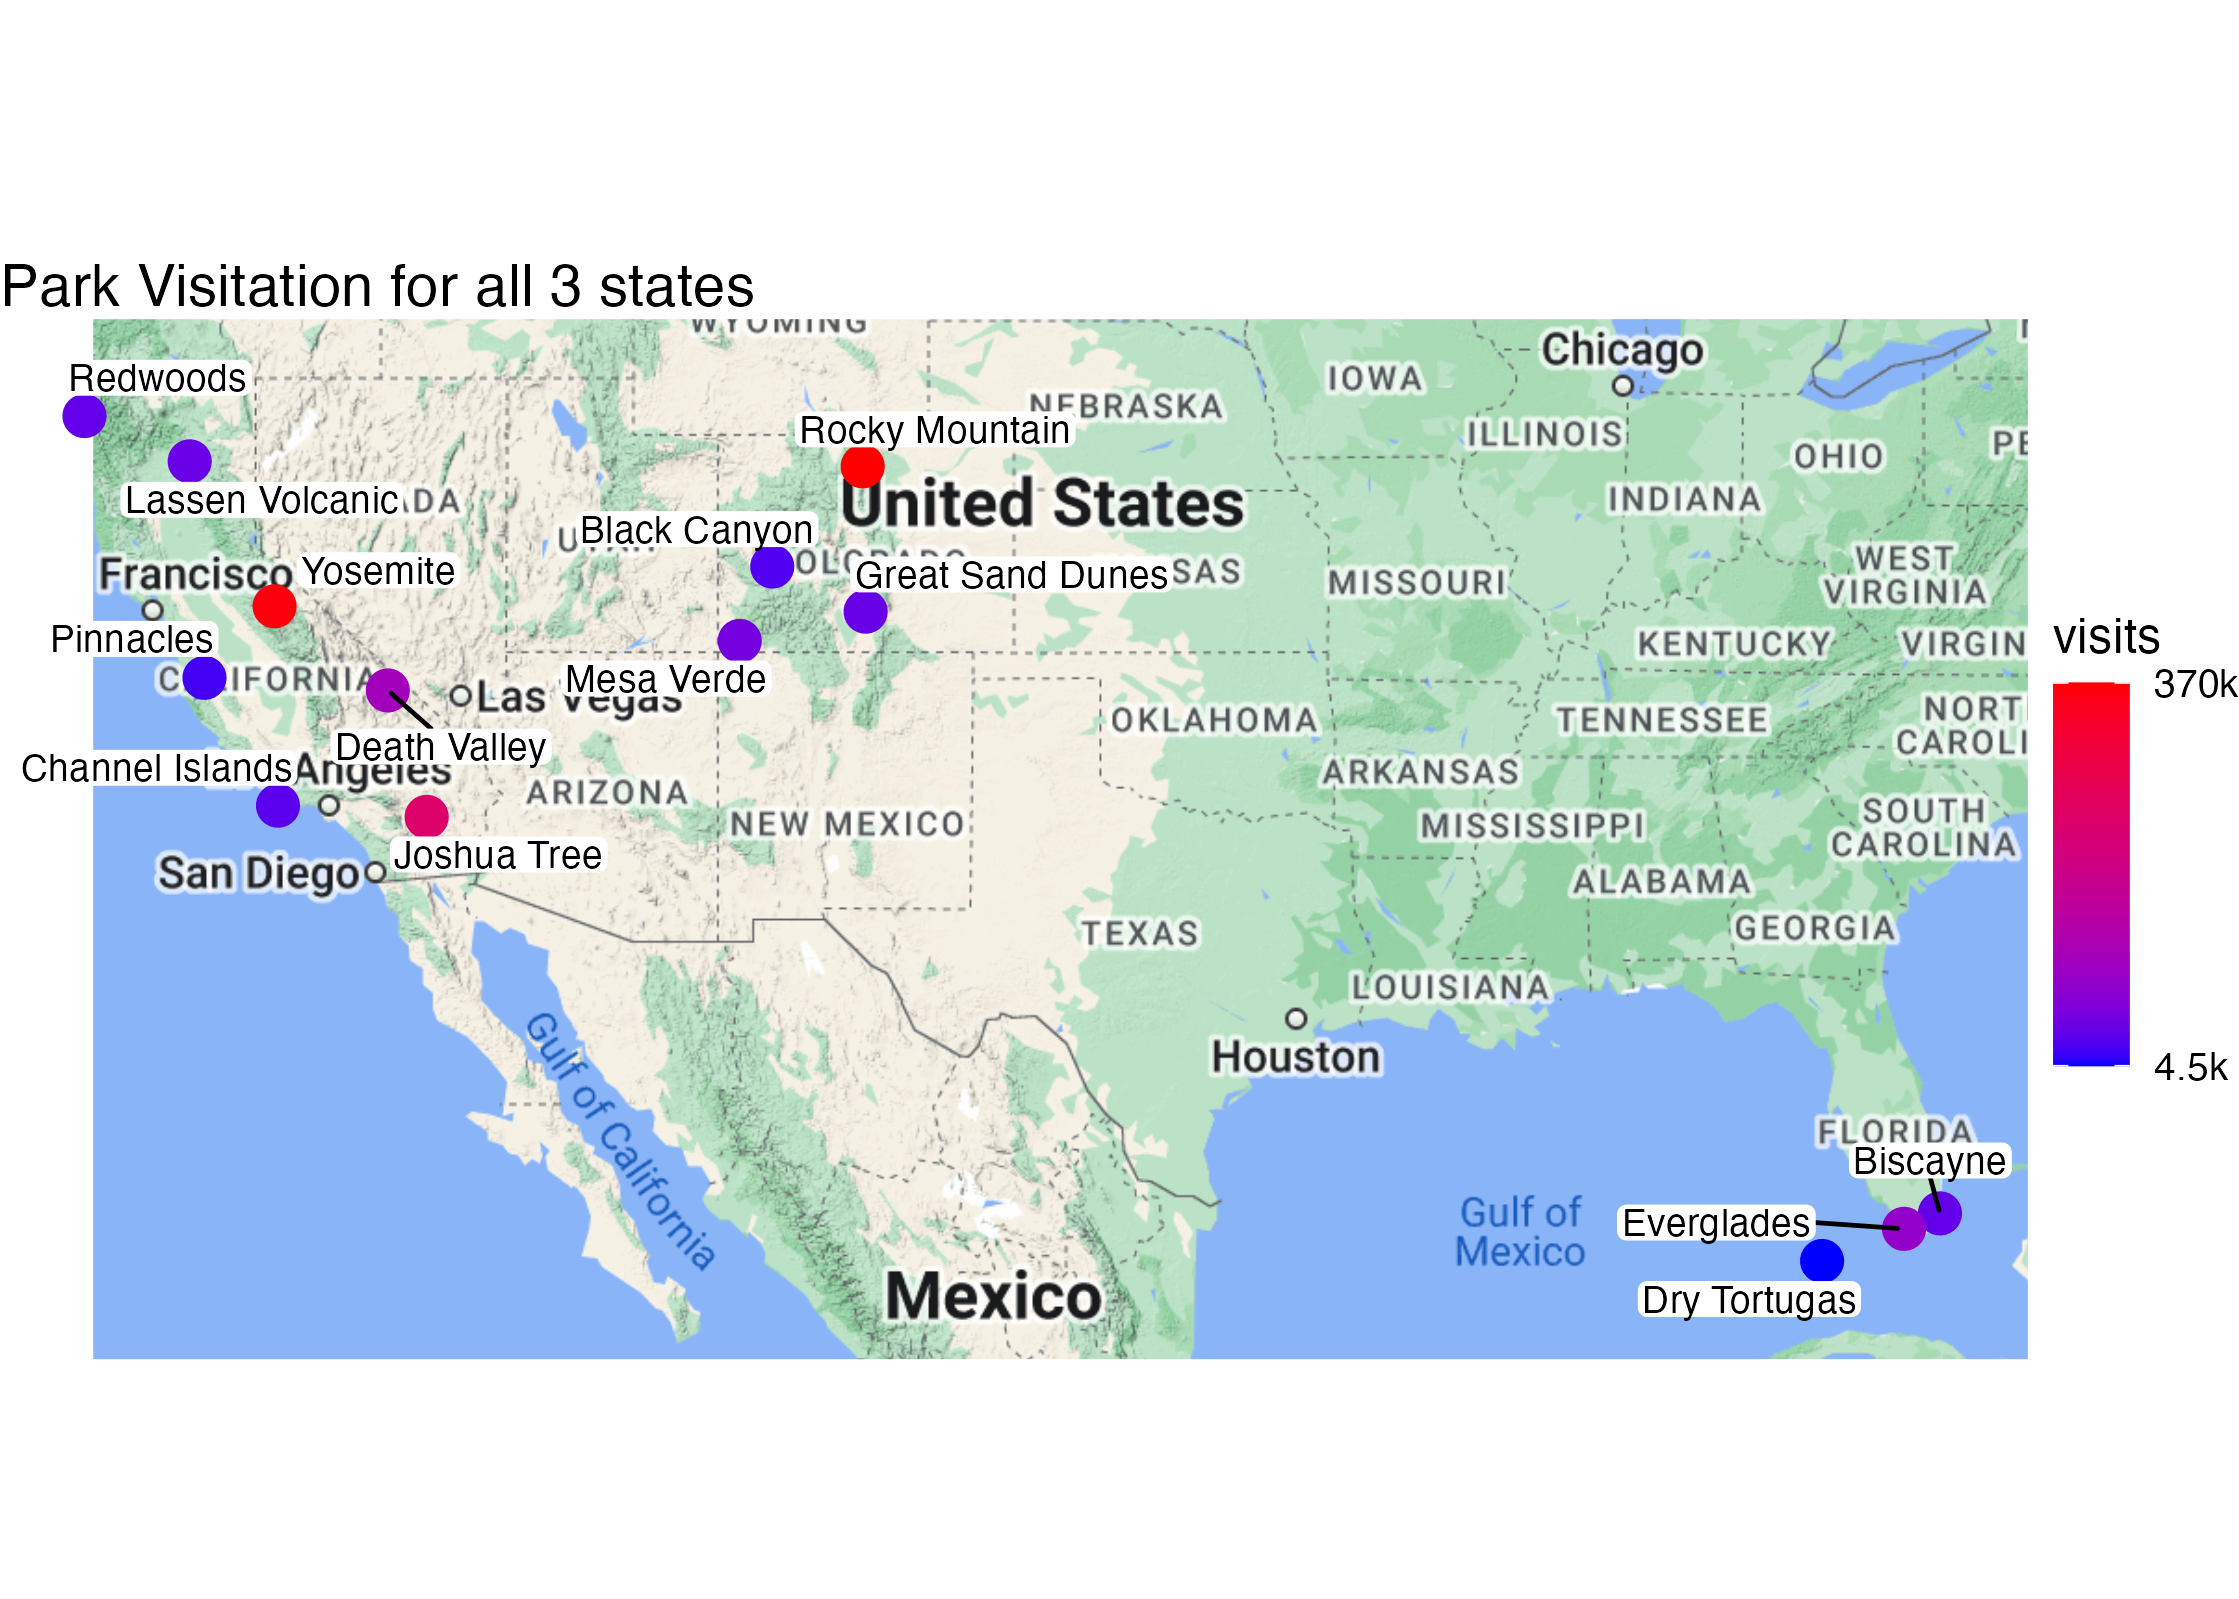 Park Visitation for all 3 states
WYOMING
Chicago
Redwoods
IOWA
NEBRASKA
Rocky Mountain
ILLINOIS
OHIO
PE
Lassen Volcanic
DA
United States
INDIANA
Black Canyon
Francisco
Yosemite
Great Sand Dunes
SAS
MISSOURI
WEST
VIRGINIA
Pinnacles
KENTUCKY
VIRGIN
visits
370k
4.5k
C IFORNIA
Las Vegas
Mesa Verde
OKLAHOMA
TENNESSEE
NORT
CAROLI
Death Valley
Channel Islands
Angeles
ARIZONA
ARKANSAS
NEW MEXICO
MISSISSIPPI
SOUTH
CAROLINA
San Diego
Joshua Tree
ALABAMA
TEXAS
GEORGIA
LOUISIANA
Houston
Gulf of California
FLORIDA
Biscayne
Gulf of
Mexico
Everglades
Mexico
Dry Tortugas